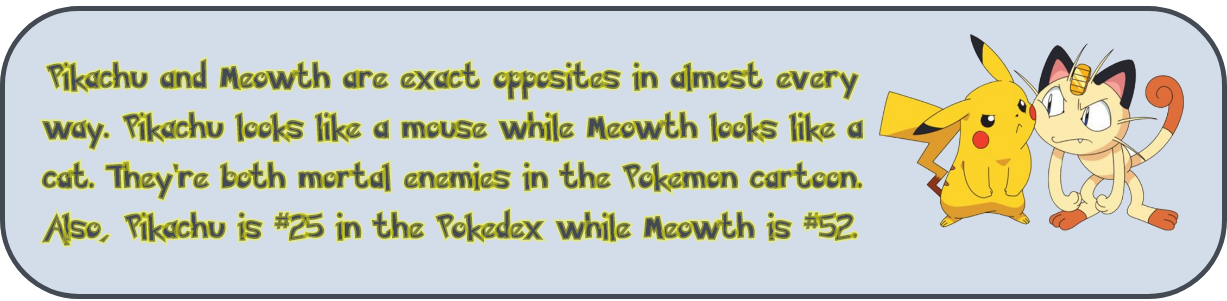 Pikachu and Meowth are exact opposites in almost every
way. Pikachu looks like a mouse while Meowth looks like a
cat. They're both mortal enemies in the Pokemon cartoon.
Also, Pikachu is #25 in the Pokedex while Meowth is #52.